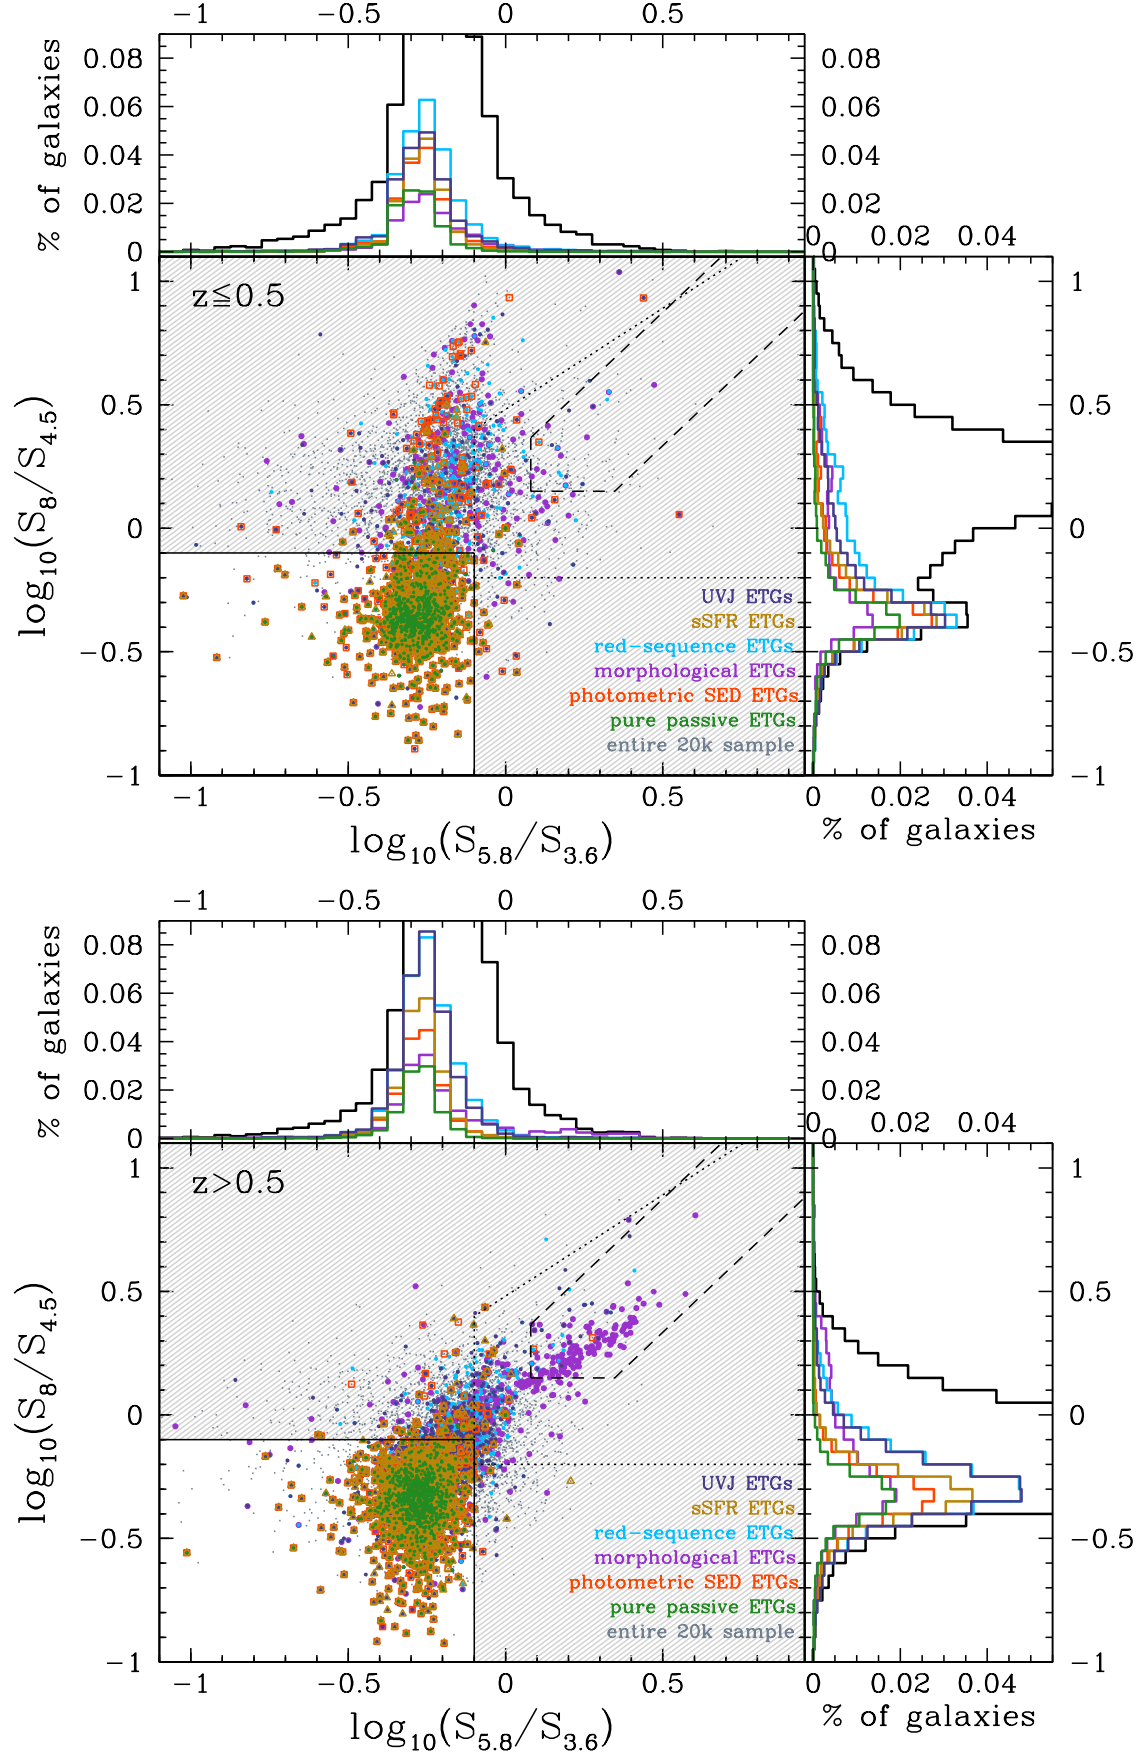 −1 −0.5 0 0.5
% of galaxies
0.08 0.08
0.06 0.06
0.04 0.04
0.02 0.02
0 0
0 0.02 0.04
z≦0.5
log10(S8/S4.5)
1 1
0.5 0.5
0 0
−0.5 −0.5
−1 −1
UVJ ETGs
sSFR ETGs
red-sequence ETGs
morphological ETGs
photometric SED ETGs
pure passive ETGs
entire 20k sample
−1 −0.5 0 0.5
0 0.02 0.04
log10(S5.8/S3.6)
% of galaxies
−1 −0.5 0 0.5
% of galaxies
0.08 0.08
0.06 0.06
0.04 0.04
0.02 0.02
0 0
0 0.02 0.04
z>0.5
log10(S8/S4.5)
1 1
0.5 0.5
0 0
−0.5 −0.5
−1 −1
UVJ ETGs
sSFR ETGs
red-sequence ETGs
morphological ETGs
photometric SED ETGs
pure passive ETGs
entire 20k sample
−1 −0.5 0 0.5
0 0.02 0.04
log10(S5.8/S3.6)
% of galaxies